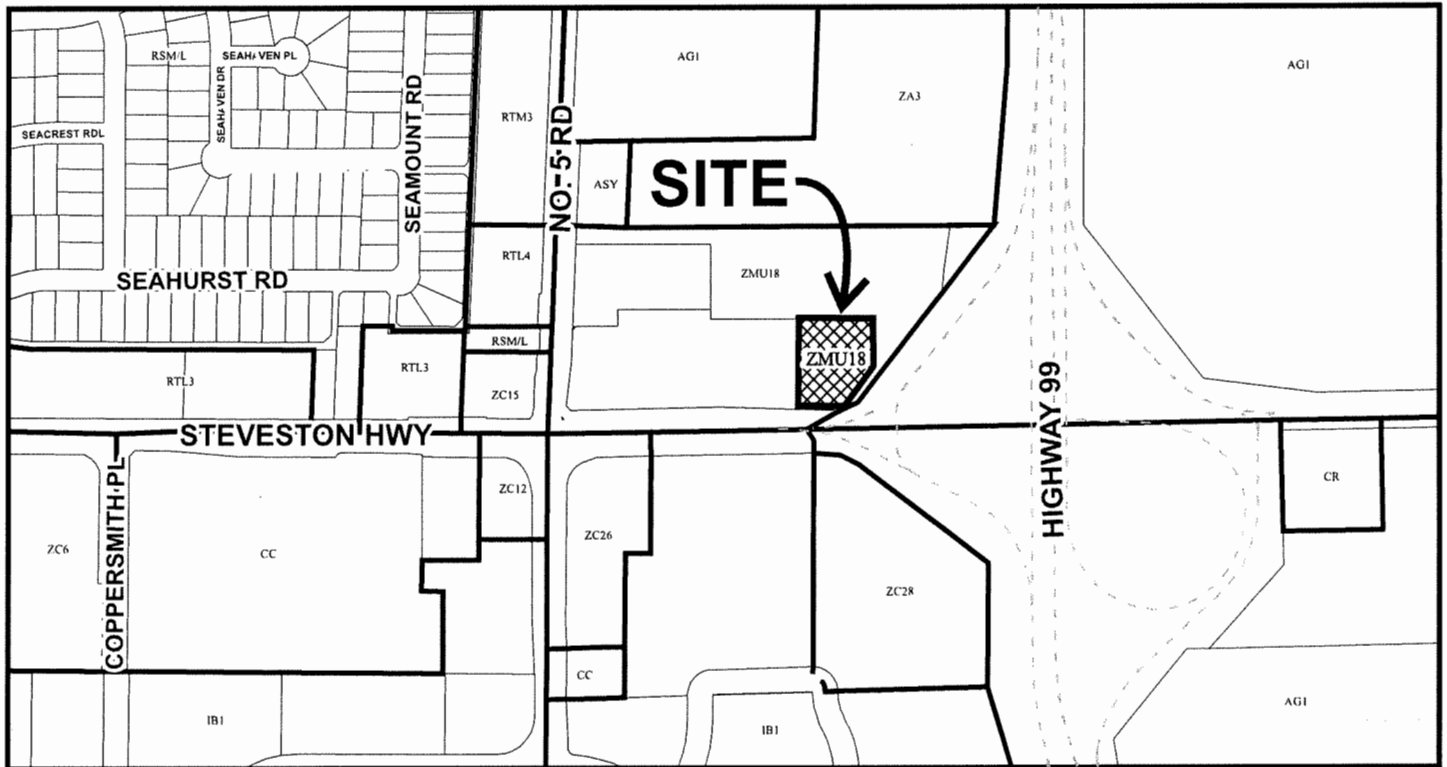 RSM/L
SEAHAVEN PL
SEAHAVEN DR
SEACREST RDL
SEAMOUNT RD
SEAHURST RD
RTM3
NO. 5 RD
AG1
ZA3
AG1
ASY
SITE
RTL4
ZMU18
ZMU18
RSM/L
RTL3
RTL3
ZC15
STEVESTON HWY
HIGHWAY 99
ZC6
COPPERSMITH PL
CC
ZC12
ZC26
ZC28
CR
CC
IB1
IB1
AG1